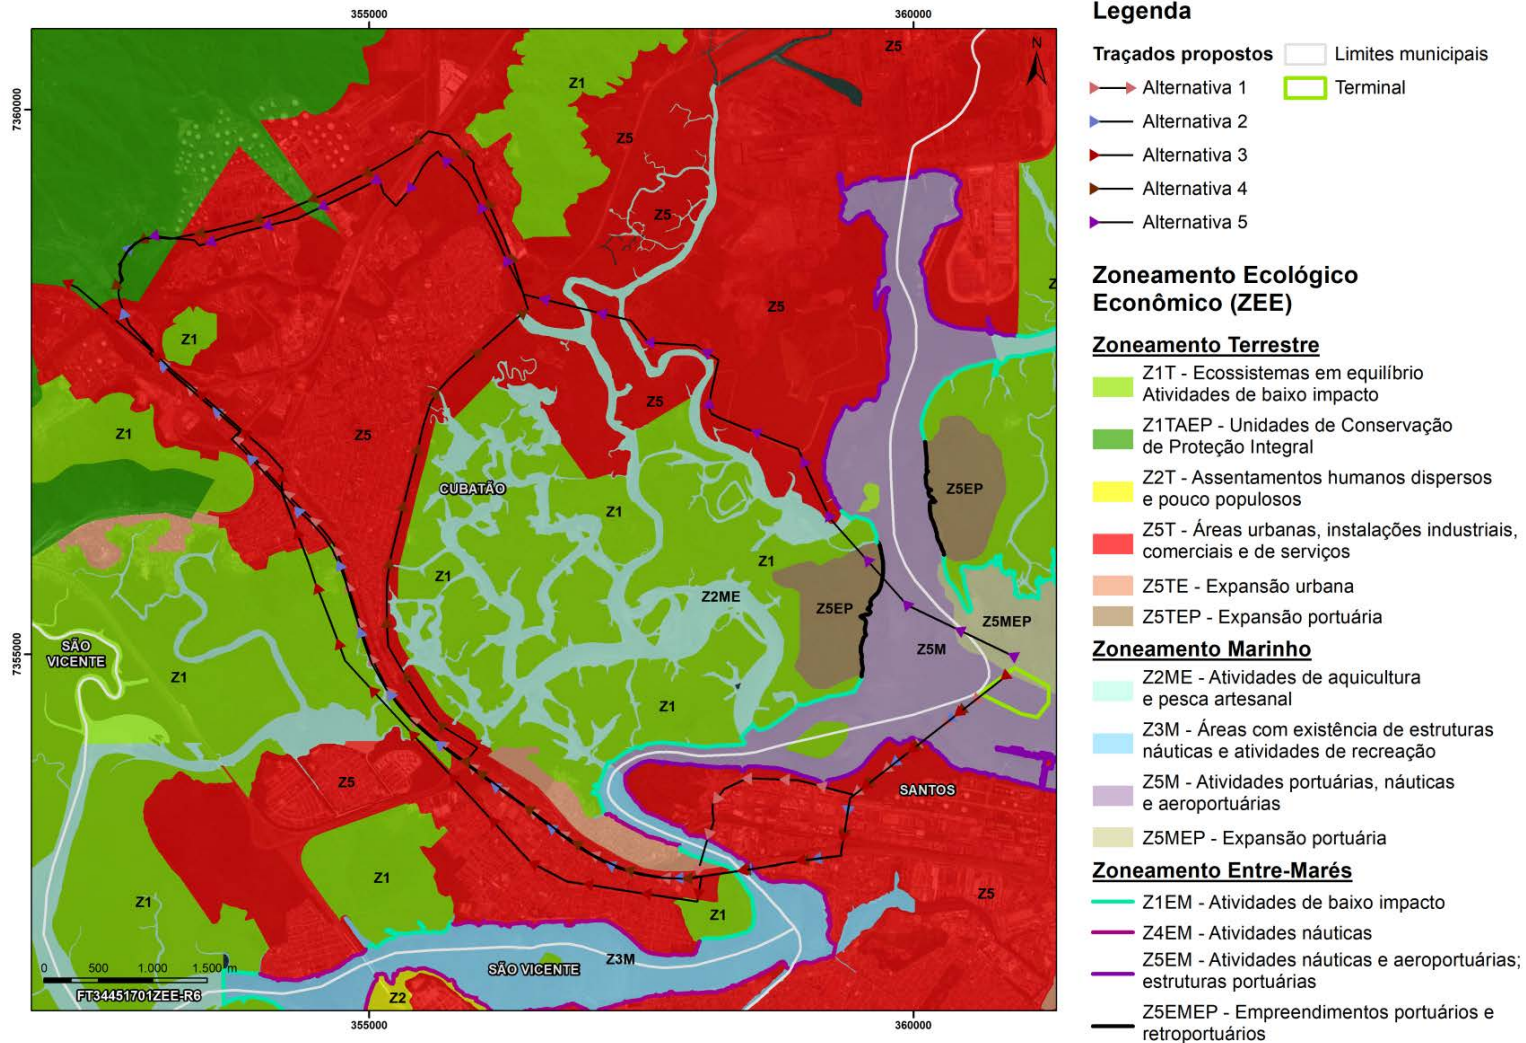 355000
360000
7360000
7355000
Z5
Z1
Z5
Z5
Z5
Z1
Z1
Z5
Z5
CUBATÃO
Z1
Z5EP
Z1
Z1
Z2ME
Z5EP
Z5MEP
Z5M
SÃO
VICENTE
Z1
Z1
Z5
SANTOS
Z1
Z5
Z1
Z1
Z3M
SÃO VICENTE
Z2
0 500 1.000 1.500 m
FT34451701ZEE-R6
355000
360000
N
Legenda
Traçados propostos
Alternativa 1
Alternativa 2
Alternativa 3
Alternativa 4
Alternativa 5
Limites municipais
Terminal
Zoneamento Ecológico
Econômico (ZEE)
Zoneamento Terrestre
Z1T - Ecossistemas em equilíbrio
Atividades de baixo impacto
Z1TAEP - Unidades de Conservação
de Proteção Integral
Z2T - Assentamentos humanos dispersos
e pouco populosos
Z5T - Áreas urbanas, instalações industriais,
comerciais e de serviços
Z5TE - Expansão urbana
Z5TEP - Expansão portuária
Zoneamento Marinho
Z2ME - Atividades de aquicultura
e pesca artesanal
Z3M - Áreas com existência de estruturas
náuticas e atividades de recreação
Z5M - Atividades portuárias, náuticas
e aeroportuárias
Z5MEP - Expansão portuária
Zoneamento Entre-Marés
Z1EM - Atividades de baixo impacto
Z4EM - Atividades náuticas
Z5EM - Atividades náuticas e aeroportuárias;
estruturas portuárias
Z5EMEP - Empreendimentos portuários e
retroportuários